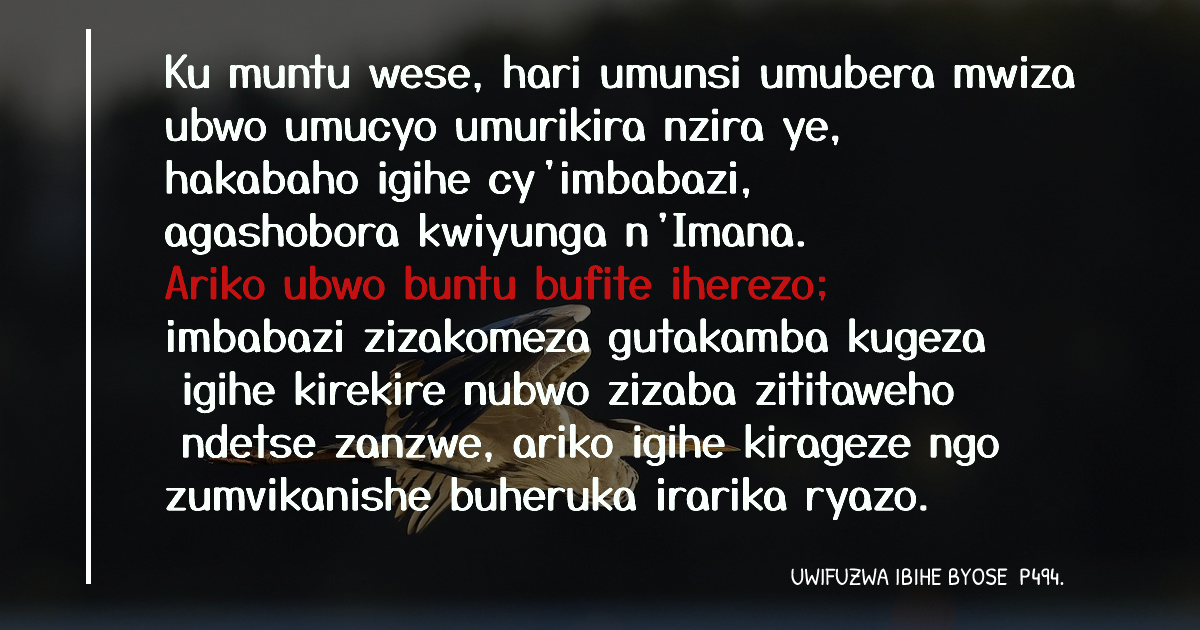 Ku muntu wese, hari umunsi umubera mwiza
ubwo umucyo umurikira nzira ye,
hakabaho igihe cy'imbabazi,
agashobora kwiyunga n'Imana.
Ariko ubwo buntu bufite iherezo;
imbabazi zizakomeza gutakamba kugeza
igihe kirekire nubwo zizaba zititaweho
ndetse zanzwe, ariko igihe kirageze ngo
zumvikanishe buheruka irarika ryazo.
UWIFUZWA IBIHE BYOSE P494.